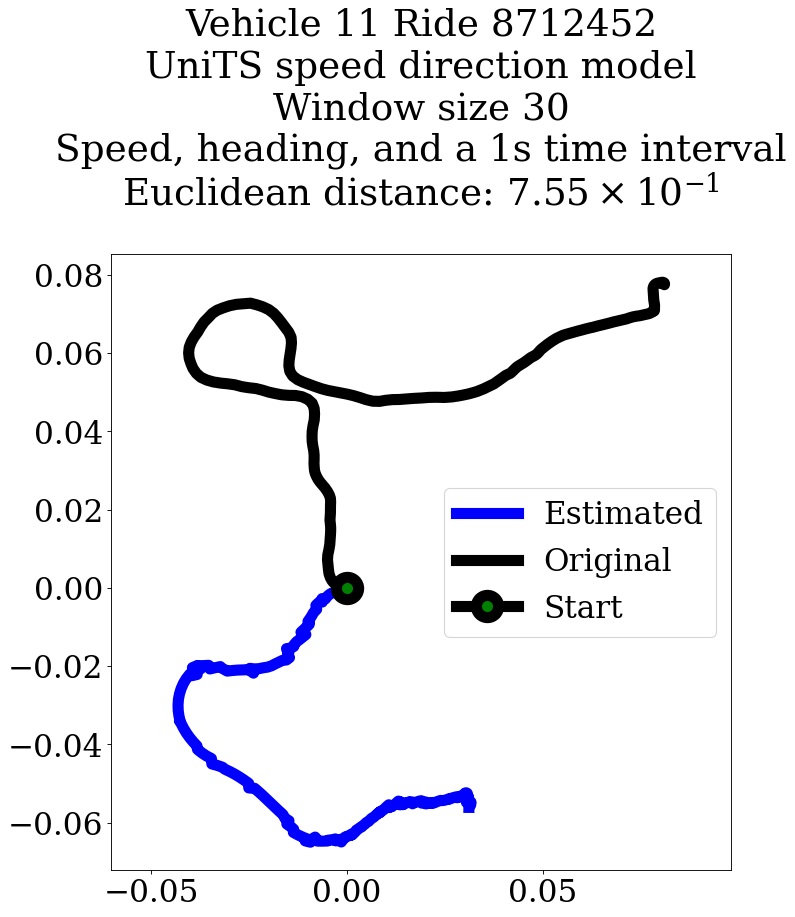 Vehicle 11 Ride 8712452
UniTS speed direction model
Window size 30
Speed, heading, and a 1s time interval
Euclidean distance: 7.55 × 10⁻¹
0.08
0.06
0.04
0.02
0.00
−0.02
−0.04
−0.06
Estimated
Original
Start
−0.05 0.00 0.05